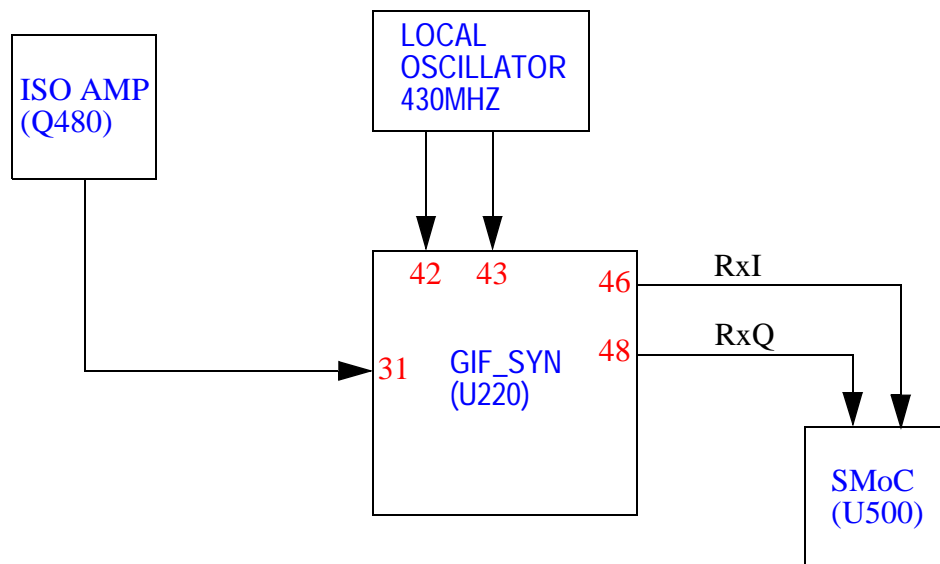 LOCAL
OSCILLATOR
430MHZ
ISO AMP
(Q480)
42
43
46
RxI
48
RxQ
31
GIF_SYN
(U220)
SMoC
(U500)